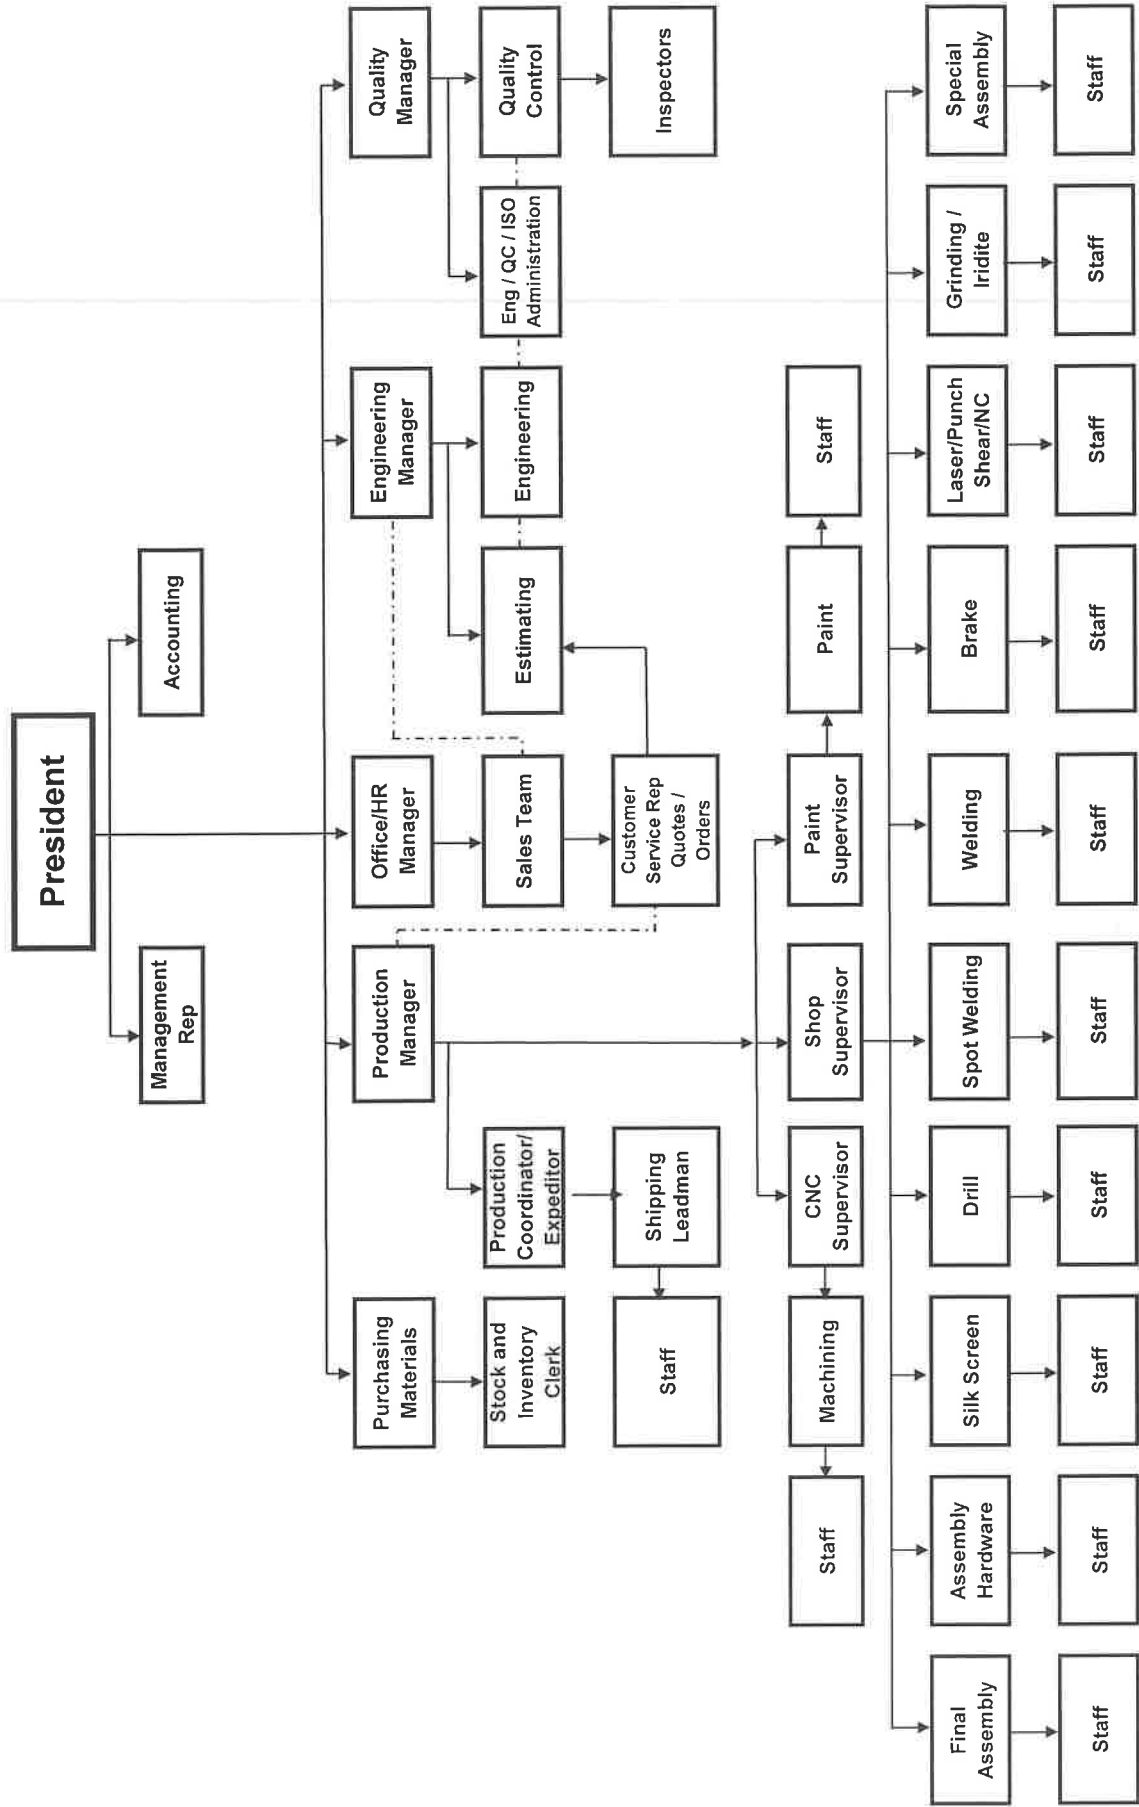 President
Management
Rep
Accounting
Purchasing
Materials
Production
Manager
Office/HR
Manager
Engineering
Manager
Quality
Manager
Stock and
Inventory
Clerk
Production
Coordinator/
Expeditor
Sales Team
Estimating
Engineering
Eng / QC / ISO
Administration
Quality
Control
Staff
Shipping
Leadman
Customer
Service Rep
Quotes /
Orders
Inspectors
Staff
Machining
CNC
Supervisor
Shop
Supervisor
Paint
Supervisor
Paint
Staff
Final
Assembly
Assembly
Hardware
Silk Screen
Drill
Spot Welding
Welding
Brake
Laser/Punch
Shear/NC
Grinding /
Iridite
Special
Assembly
Staff
Staff
Staff
Staff
Staff
Staff
Staff
Staff
Staff
Staff